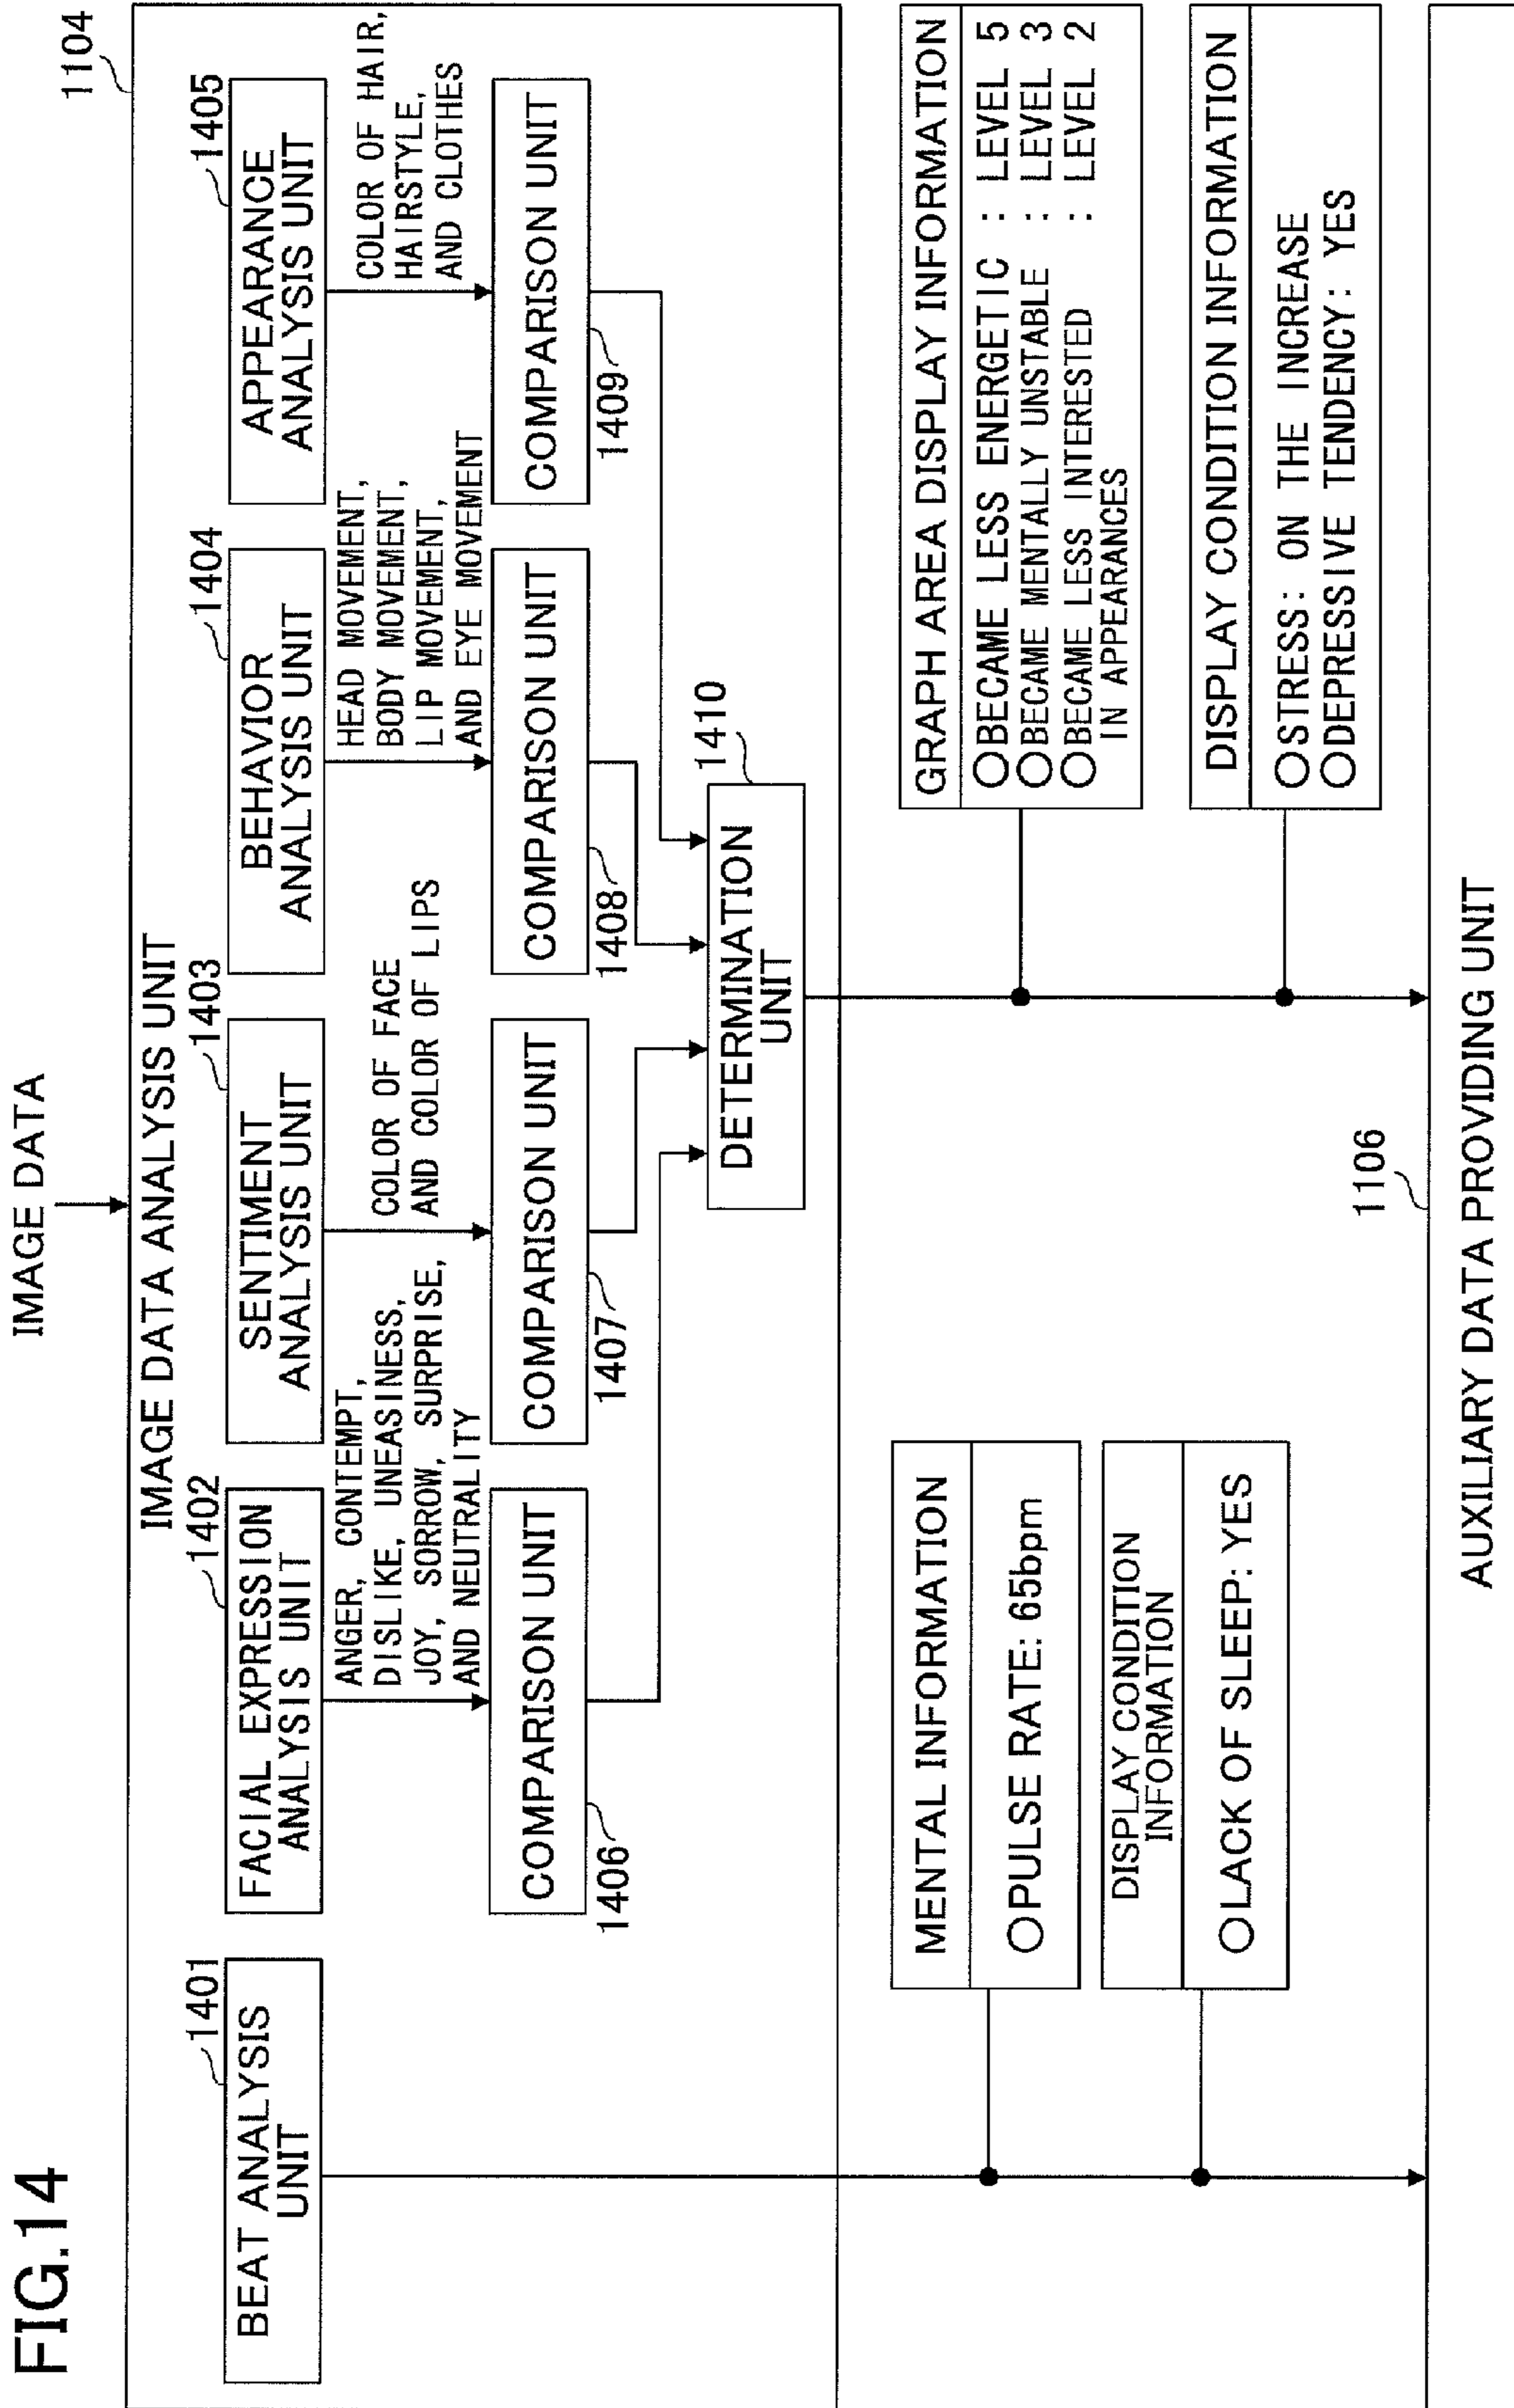 FIG.14
IMAGE DATA
1104
IMAGE DATA ANALYSIS UNIT
1401
BEAT ANALYSIS
UNIT
1402
FACIAL EXPRESSION
ANALYSIS UNIT
1403
SENTIMENT
ANALYSIS UNIT
1404
BEHAVIOR
ANALYSIS UNIT
1405
APPEARANCE
ANALYSIS UNIT
ANGER, CONTEMPT,
DISLIKE, UNEASINESS,
JOY, SORROW, SURPRISE,
AND NEUTRALITY
COLOR OF FACE
AND COLOR OF LIPS
HEAD MOVEMENT,
BODY MOVEMENT,
LIP MOVEMENT,
AND EYE MOVEMENT
COLOR OF HAIR,
HAIRSTYLE,
AND CLOTHES
COMPARISON UNIT
1406
COMPARISON UNIT
1407
COMPARISON UNIT
1408
COMPARISON UNIT
1409
1410
DETERMINATION
UNIT
MENTAL INFORMATION
○PULSE RATE: 65bpm
DISPLAY CONDITION
INFORMATION
○LACK OF SLEEP: YES
GRAPH AREA DISPLAY INFORMATION
○BECAME LESS ENERGETIC : LEVEL 5
○BECAME MENTALLY UNSTABLE : LEVEL 3
○BECAME LESS INTERESTED : LEVEL 2
IN APPEARANCES
DISPLAY CONDITION INFORMATION
○STRESS: ON THE INCREASE
○DEPRESSIVE TENDENCY: YES
1106
AUXILIARY DATA PROVIDING UNIT